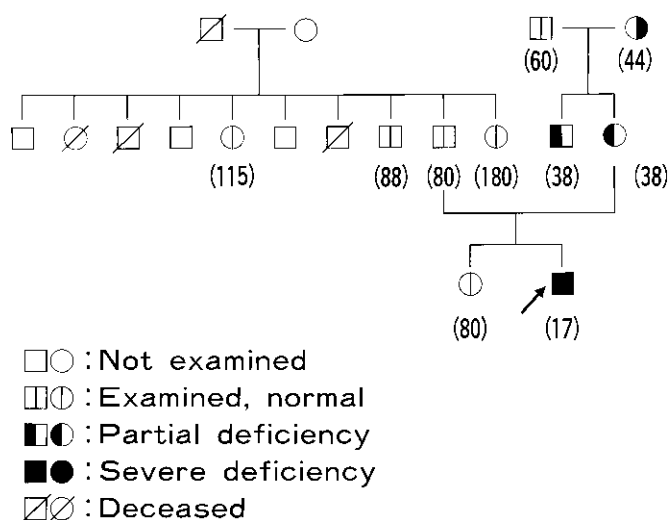 (60) (44)
(115) (88) (80) (180) (38) (38)
(80) (17)
: Not examined
: Examined, normal
: Partial deficiency
: Severe deficiency
: Deceased